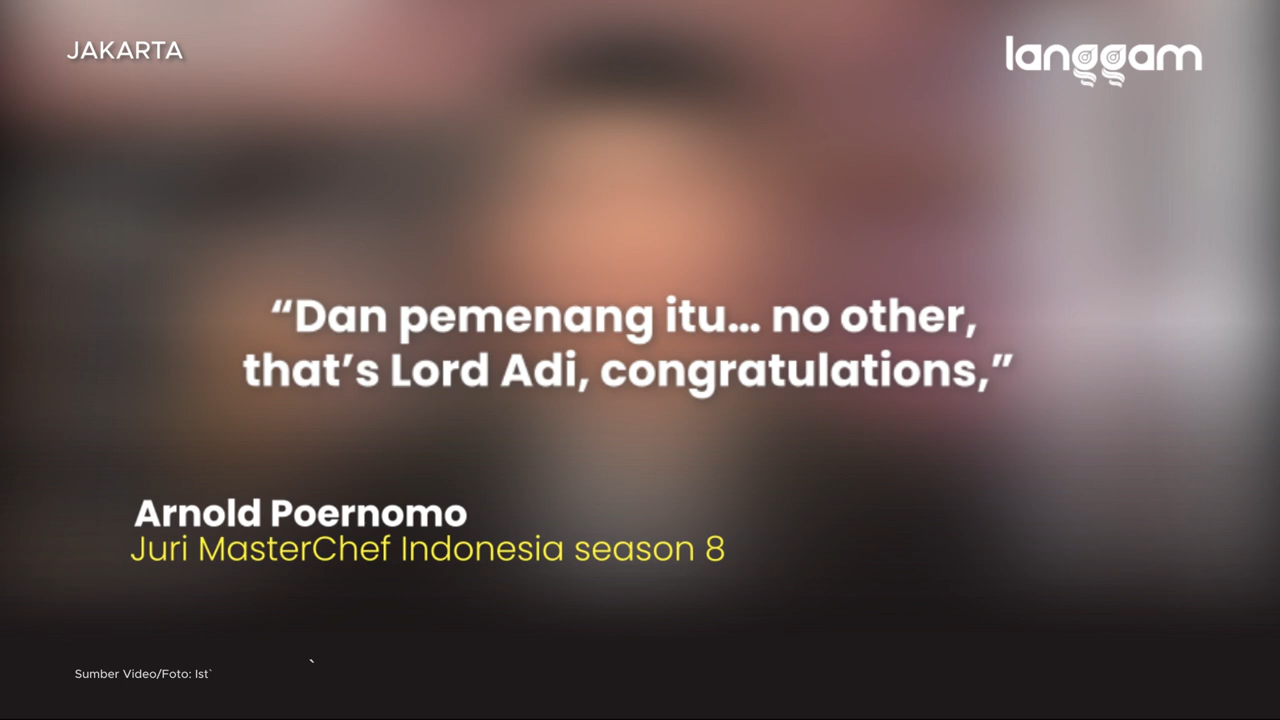 JAKARTA
langgam
“Dan pemenang itu... no other,
that’s Lord Adi, congratulations,”
Arnold Poernomo
Juri MasterChef Indonesia season 8
`
Sumber Video/Foto: Ist`